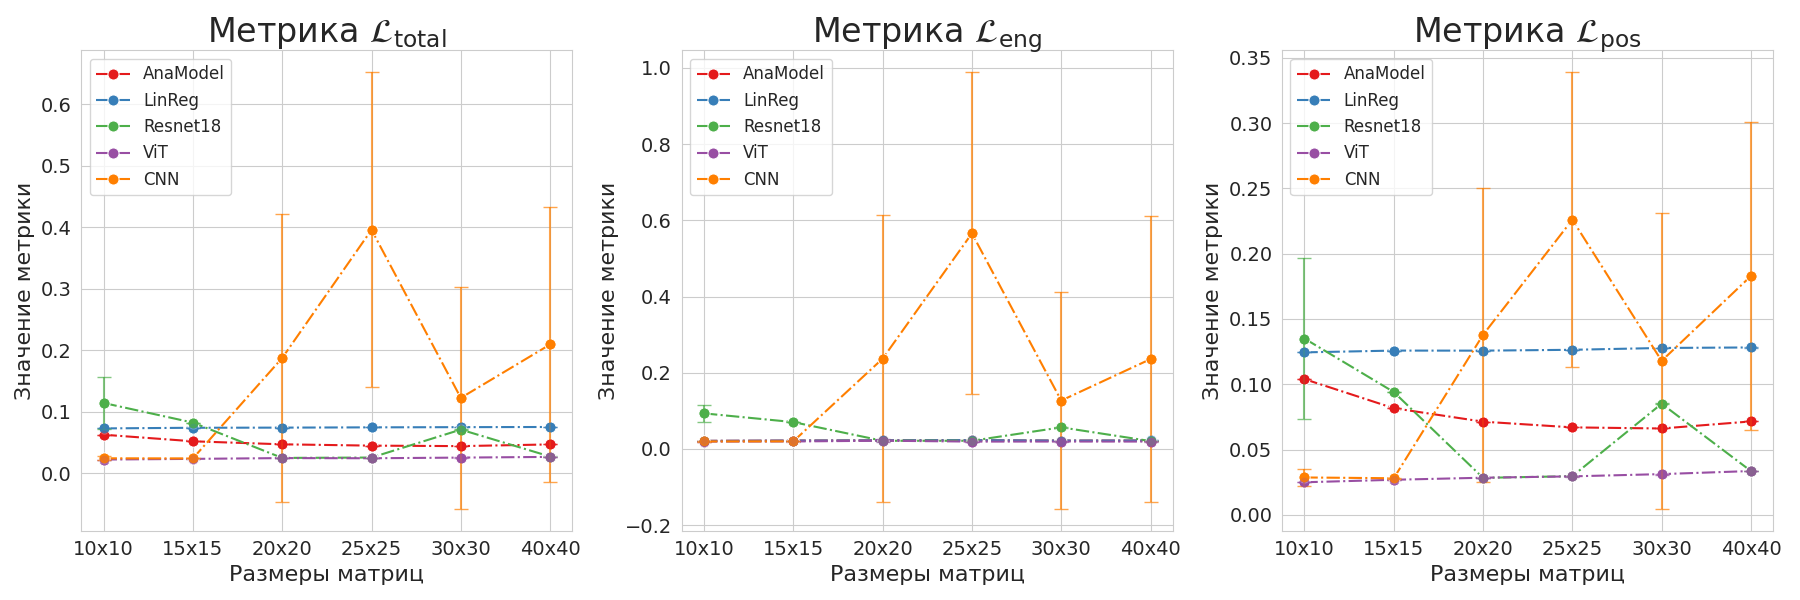 Метрика ℒtotal
Значение метрики
0.6
0.5
0.4
0.3
0.2
0.1
0.0
AnaModel
LinReg
Resnet18
ViT
CNN
10x10 15x15 20x20 25x25 30x30 40x40
Размеры матриц
Метрика ℒeng
Значение метрики
1.0
0.8
0.6
0.4
0.2
0.0
−0.2
AnaModel
LinReg
Resnet18
ViT
CNN
10x10 15x15 20x20 25x25 30x30 40x40
Размеры матриц
Метрика ℒpos
Значение метрики
0.35
0.30
0.25
0.20
0.15
0.10
0.05
0.00
AnaModel
LinReg
Resnet18
ViT
CNN
10x10 15x15 20x20 25x25 30x30 40x40
Размеры матриц